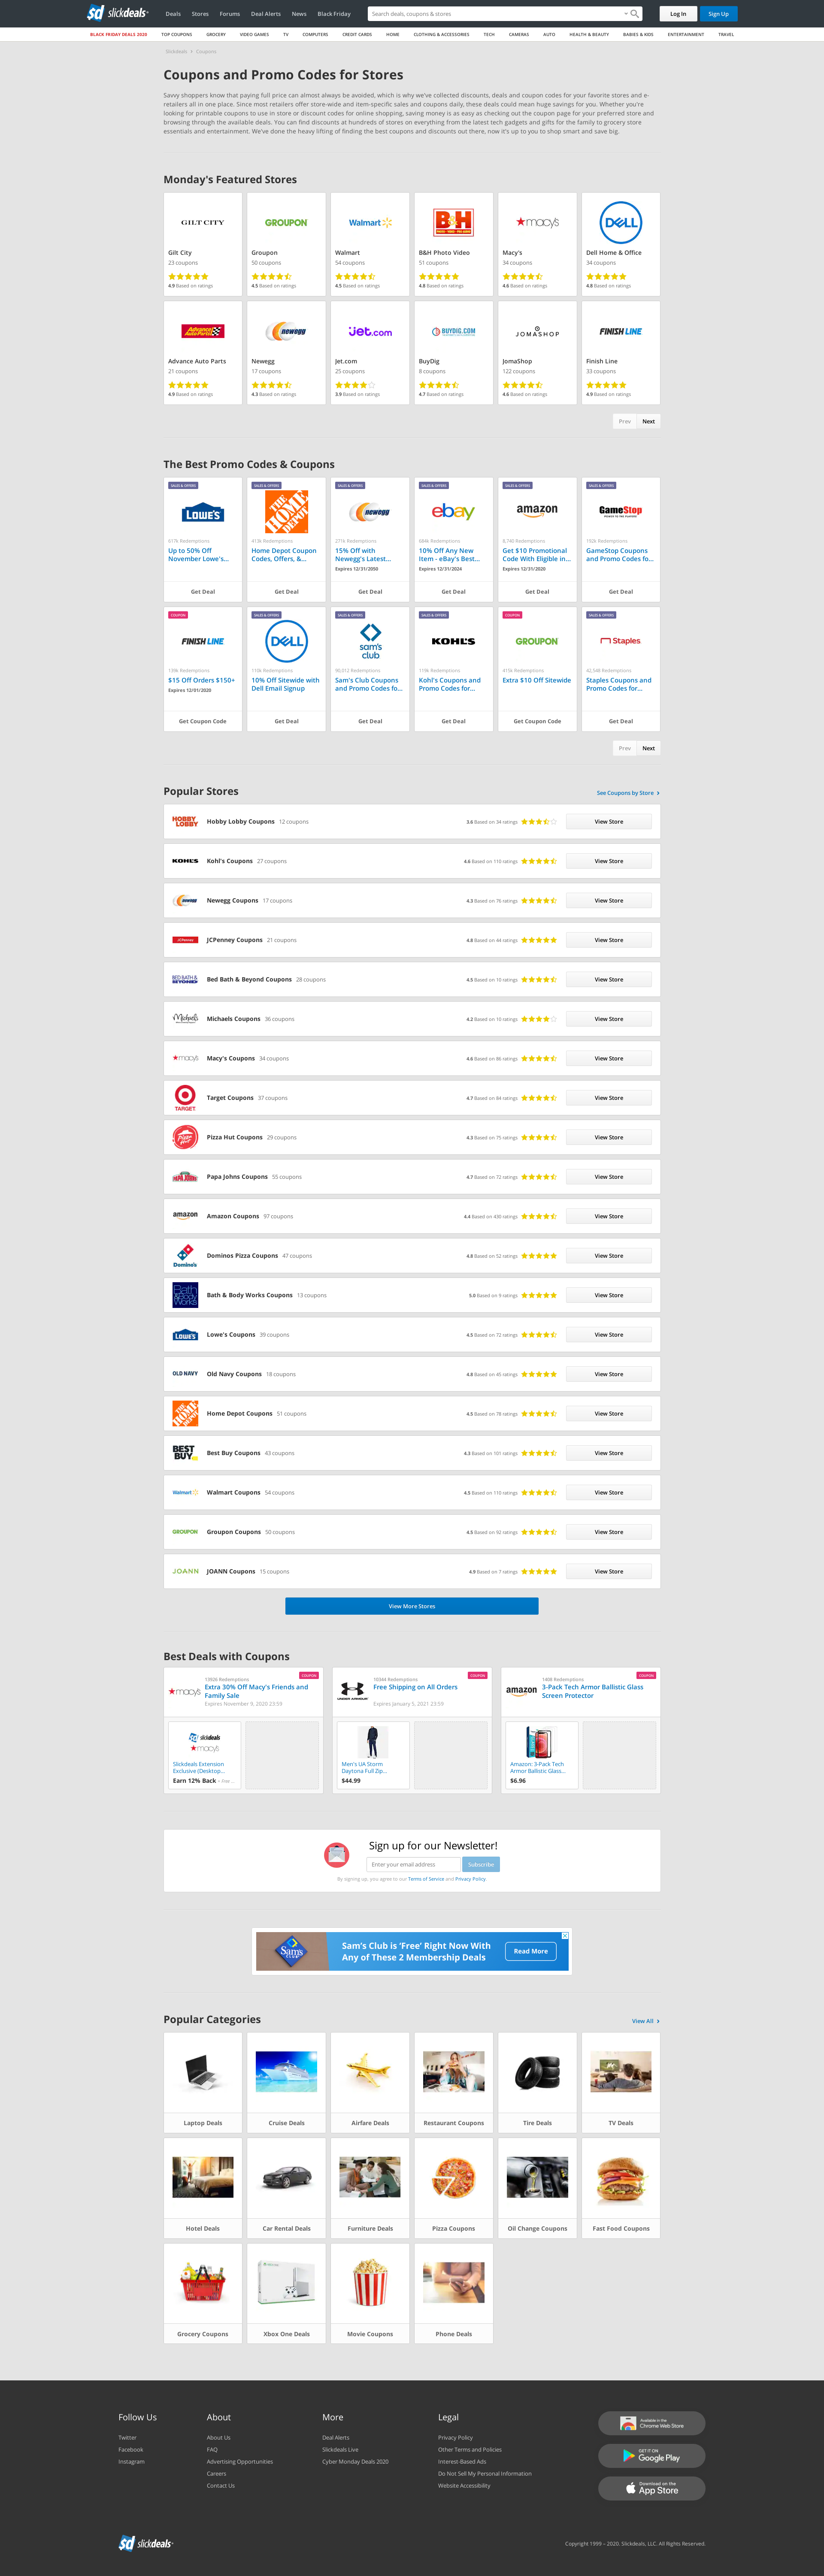 slickdeals
Deals Stores Forums Deal Alerts News Black Friday
Search deals, coupons & stores
Log In Sign Up
BLACK FRIDAY DEALS 2020 TOP COUPONS GROCERY VIDEO GAMES TV COMPUTERS CREDIT CARDS HOME CLOTHING & ACCESSORIES TECH CAMERAS AUTO HEALTH & BEAUTY BABIES & KIDS ENTERTAINMENT TRAVEL
Slickdeals > Coupons
Coupons and Promo Codes for Stores
Savvy shoppers know that paying full price can almost always be avoided, which is why we've collected discounts, deals and coupon codes for your favorite stores and e-
retailers all in one place. Since most retailers offer store-wide and item-specific sales and coupons daily, these deals could mean huge savings for you. Whether you're
looking for printable coupons to use in store or discount codes for online shopping, saving money is as easy as checking out the coupon page for your preferred store and
browsing through the available deals. You can find discounts at hundreds of stores on everything from the latest tech gadgets and gifts for the family to grocery store
essentials and entertainment. We've done the heavy lifting of finding the best coupons and discounts out there, now it's up to you to shop smart and save big.
Monday's Featured Stores
GILT CITY GROUPON Walmart B&H macy's DELL
Gilt City Groupon Walmart B&H Photo Video Macy's Dell Home & Office
23 coupons 50 coupons 54 coupons 51 coupons 34 coupons 34 coupons
4.9 Based on ratings 4.5 Based on ratings 4.5 Based on ratings 4.8 Based on ratings 4.6 Based on ratings 4.8 Based on ratings
Advance Auto Parts newegg jet.com BUYDIG.COM JOMASHOP FINISH LINE
Advance Auto Parts Newegg Jet.com BuyDig JomaShop Finish Line
21 coupons 17 coupons 25 coupons 8 coupons 122 coupons 33 coupons
4.9 Based on ratings 4.3 Based on ratings 3.9 Based on ratings 4.7 Based on ratings 4.6 Based on ratings 4.9 Based on ratings
Prev Next
The Best Promo Codes & Coupons
SALES & OFFERS SALES & OFFERS SALES & OFFERS SALES & OFFERS SALES & OFFERS SALES & OFFERS
LOWE'S THE HOME DEPOT newegg ebay amazon GameStop
617k Redemptions 413k Redemptions 271k Redemptions 684k Redemptions 4,740 Redemptions 192k Redemptions
Up to 50% Off Home Depot Coupon 15% Off with 10% Off Any New Get $10 Promotional GameStop Coupons
November Lowe's... Codes, Offers, &... Newegg's Latest... Item - eBay's Best... Code With Eligible in... and Promo Codes fo...
Expires 12/31/2050 Expires 12/31/2024 Expires 12/31/2020
Get Deal Get Deal Get Deal Get Deal Get Deal Get Deal
COUPON SALES & OFFERS SALES & OFFERS SALES & OFFERS COUPON SALES & OFFERS
FINISH LINE DELL sam's club KOHL'S GROUPON Staples
139k Redemptions 110k Redemptions 90,012 Redemptions 119k Redemptions 415k Redemptions 42,548 Redemptions
$15 Off Orders $150+ 10% Off Sitewide with Sam's Club Coupons Kohl's Coupons and Extra $10 Off Sitewide Staples Coupons and
Dell Email Signup and Promo Codes fo... Promo Codes for... Promo Codes for...
Expires 12/01/2020
Get Coupon Code Get Deal Get Deal Get Deal Get Coupon Code Get Deal
Prev Next
Popular Stores See Coupons by Store >
HOBBY LOBBY Hobby Lobby Coupons 12 coupons 3.6 Based on 34 ratings View Store
KOHL'S Kohl's Coupons 27 coupons 4.6 Based on 110 ratings View Store
newegg Newegg Coupons 17 coupons 4.3 Based on 76 ratings View Store
JCPenney JCPenney Coupons 21 coupons 4.8 Based on 44 ratings View Store
BED BATH & BEYOND Bed Bath & Beyond Coupons 28 coupons 4.5 Based on 10 ratings View Store
Michaels Michaels Coupons 36 coupons 4.2 Based on 10 ratings View Store
macy's Macy's Coupons 34 coupons 4.6 Based on 86 ratings View Store
TARGET Target Coupons 37 coupons 4.7 Based on 84 ratings View Store
Pizza Hut Pizza Hut Coupons 29 coupons 4.3 Based on 75 ratings View Store
PAPA JOHNS Papa Johns Coupons 55 coupons 4.7 Based on 72 ratings View Store
amazon Amazon Coupons 97 coupons 4.4 Based on 430 ratings View Store
Domino's Dominos Pizza Coupons 47 coupons 4.8 Based on 52 ratings View Store
Bath & Body Works Bath & Body Works Coupons 13 coupons 5.0 Based on 9 ratings View Store
LOWE'S Lowe's Coupons 39 coupons 4.5 Based on 72 ratings View Store
OLD NAVY Old Navy Coupons 18 coupons 4.8 Based on 45 ratings View Store
THE HOME DEPOT Home Depot Coupons 51 coupons 4.5 Based on 78 ratings View Store
BEST BUY Best Buy Coupons 43 coupons 4.3 Based on 101 ratings View Store
Walmart Walmart Coupons 54 coupons 4.5 Based on 110 ratings View Store
GROUPON Groupon Coupons 50 coupons 4.5 Based on 92 ratings View Store
JOANN JOANN Coupons 15 coupons 4.9 Based on 7 ratings View Store
View More Stores
Best Deals with Coupons
COUPON COUPON COUPON
13926 Redemptions 10344 Redemptions 1408 Redemptions
macy's Extra 30% Off Macy's Friends and UNDER ARMOUR Free Shipping on All Orders amazon 3-Pack Tech Armor Ballistic Glass
Family Sale Screen Protector
Expires November 9, 2020 23:59 Expires January 5, 2021 23:59
slickdeals
macy's
Slickdeals Extension Men's UA Storm Amazon: 3-Pack Tech
Exclusive (Desktop... Daytona Full Zip... Armor Ballistic Glass...
Earn 12% Back $44.99 $6.96
Sign up for our Newsletter!
Enter your email address Subscribe
By signing up, you agree to our Terms of Service and Privacy Policy.
Sam's CLUB
Sam's Club is 'Free' Right Now With
Any of These 2 Membership Deals
Read More
Popular Categories View All >
Laptop Deals Cruise Deals Airfare Deals Restaurant Coupons Tire Deals TV Deals
Hotel Deals Car Rental Deals Furniture Deals Pizza Coupons Oil Change Coupons Fast Food Coupons
Grocery Coupons Xbox One Deals Movie Coupons Phone Deals
Follow Us About More Legal
Twitter About Us Deal Alerts Privacy Policy
Facebook FAQ Slickdeals Live Other Terms and Policies
Instagram Advertising Opportunities Cyber Monday Deals 2020 Interest-Based Ads
Careers Do Not Sell My Personal Information
Contact Us Website Accessibility
Available in the Chrome Web Store
GET IT ON Google Play
Download on the App Store
slickdeals
Copyright 1999 – 2020. Slickdeals, LLC. All Rights Reserved.